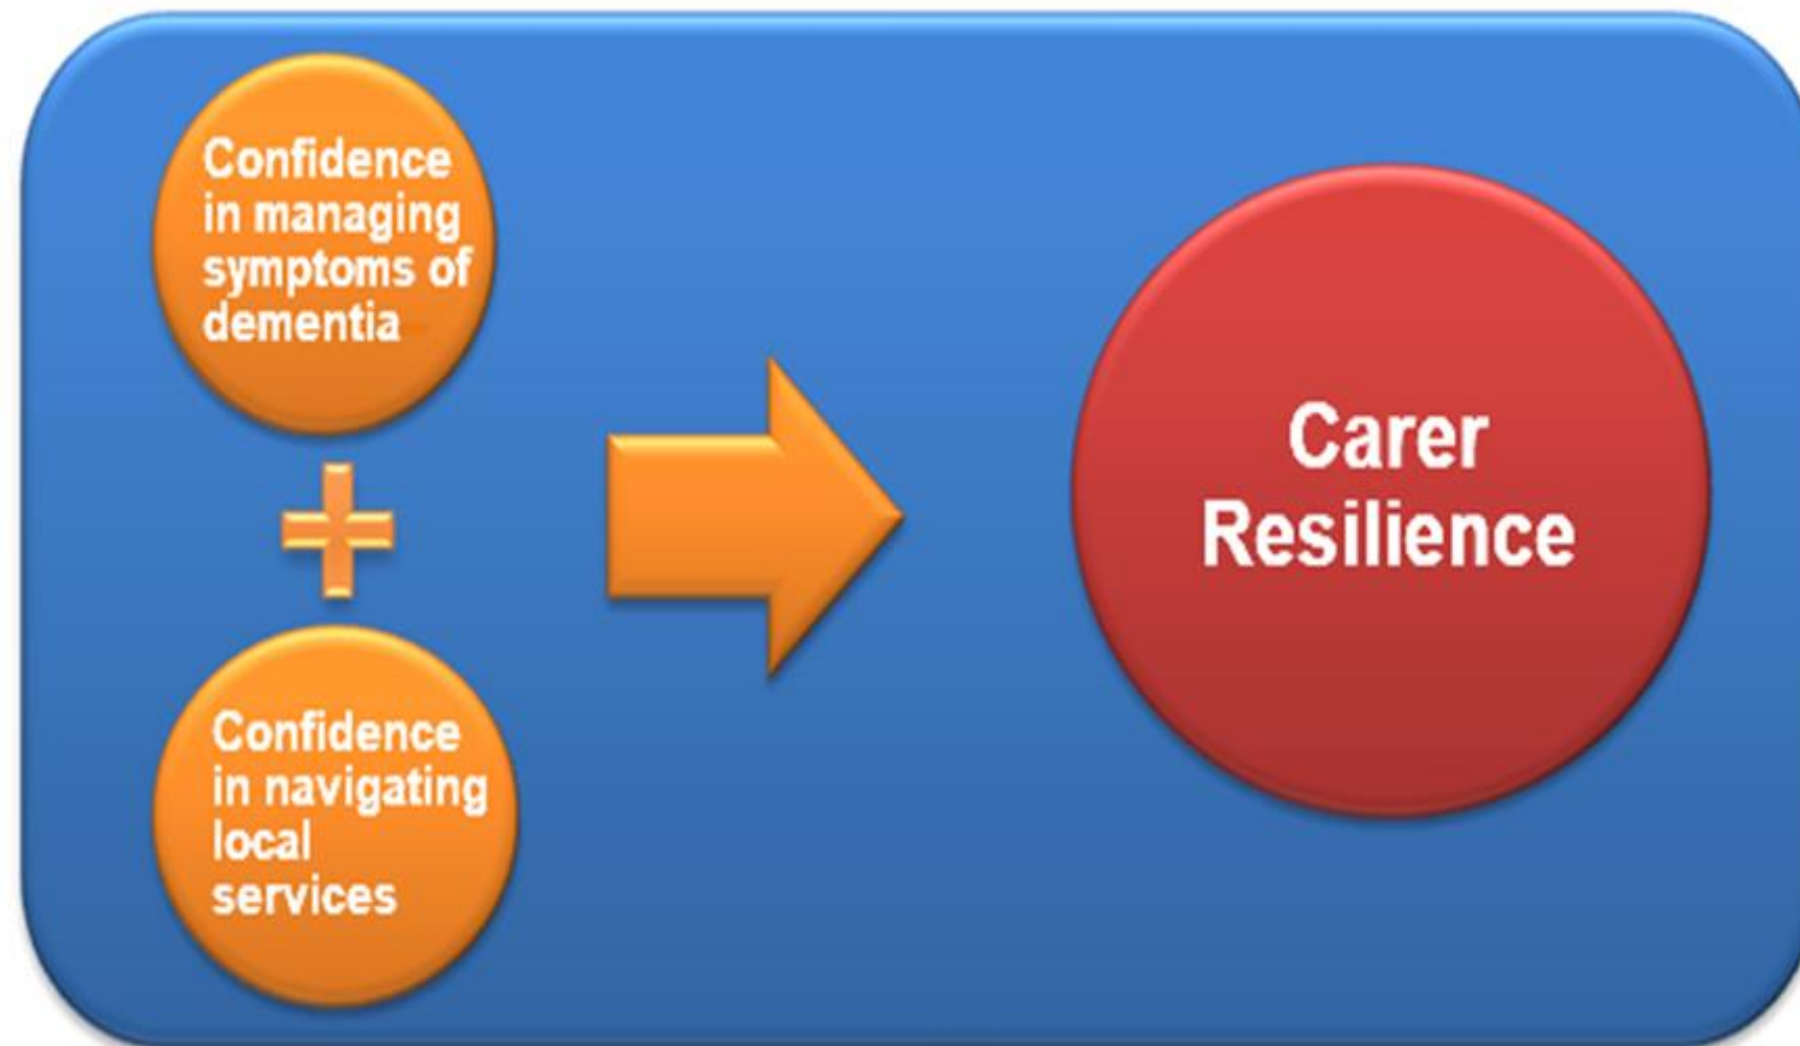 Confidence
in managing
symptoms of
dementia
Confidence
in navigating
local
services
Carer
Resilience